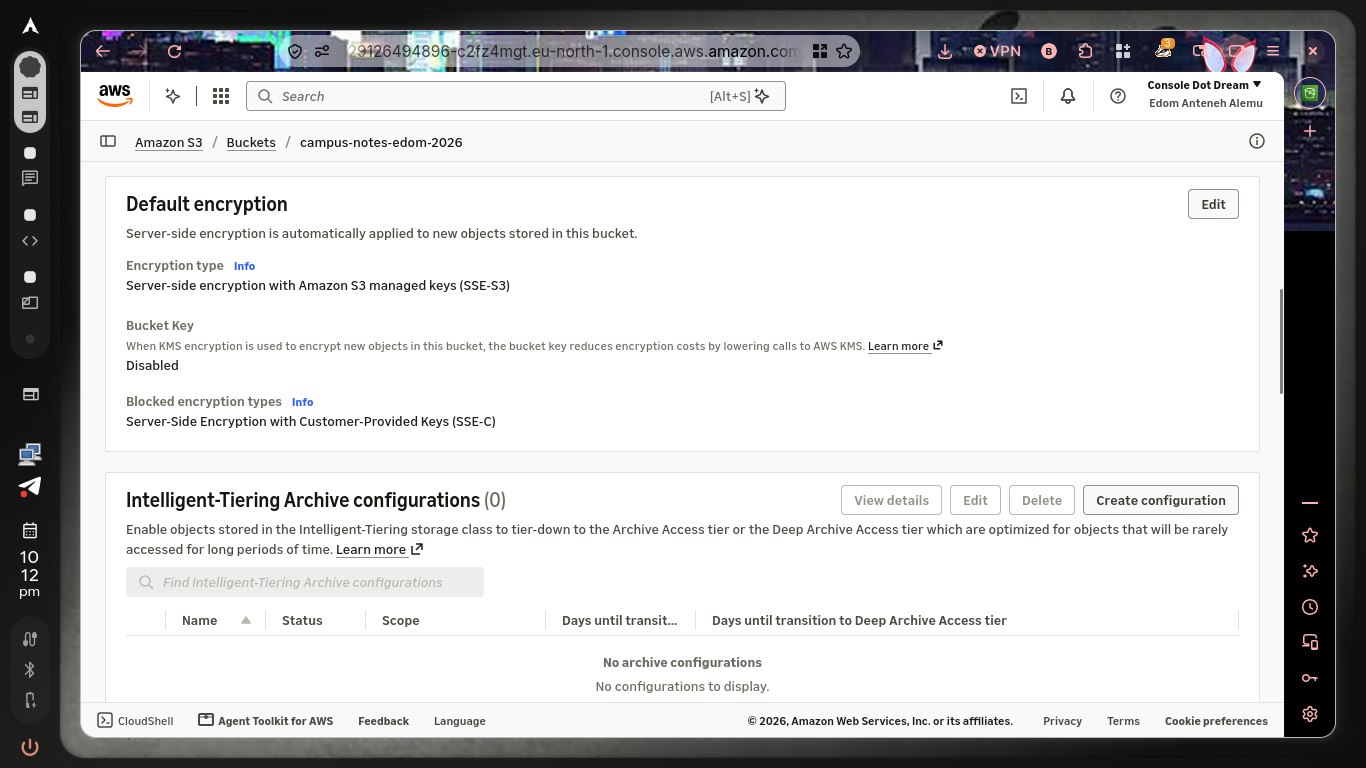 29126494896-c2fz4mgt.eu-north-1.console.aws.amazon.com
VPN
B
3
aws
Search
[Alt+S]
Console Dot Dream
Edom Anteneh Alemu
Amazon S3 / Buckets / campus-notes-edom-2026
Default encryption
Edit
Server-side encryption is automatically applied to new objects stored in this bucket.
Encryption type Info
Server-side encryption with Amazon S3 managed keys (SSE-S3)
Bucket Key
When KMS encryption is used to encrypt new objects in this bucket, the bucket key reduces encryption costs by lowering calls to AWS KMS. Learn more
Disabled
Blocked encryption types Info
Server-Side Encryption with Customer-Provided Keys (SSE-C)
Intelligent-Tiering Archive configurations (0)
View details Edit Delete Create configuration
Enable objects stored in the Intelligent-Tiering storage class to tier-down to the Archive Access tier or the Deep Archive Access tier which are optimized for objects that will be rarely
accessed for long periods of time. Learn more
Find Intelligent-Tiering Archive configurations
Name Status Scope Days until transit... Days until transition to Deep Archive Access tier
No archive configurations
No configurations to display.
CloudShell Agent Toolkit for AWS Feedback Language © 2026, Amazon Web Services, Inc. or its affiliates. Privacy Terms Cookie preferences
10
12
pm